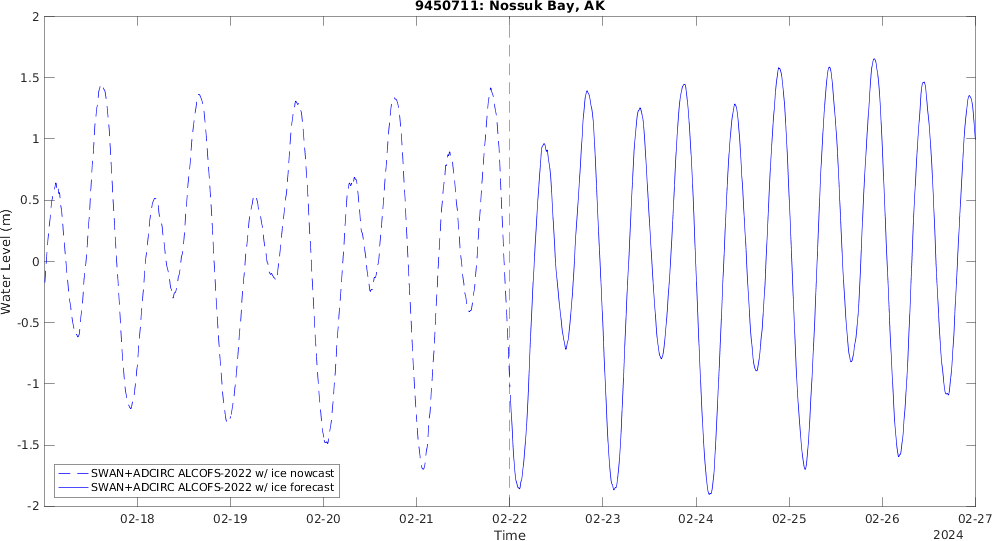 9450711: Nossuk Bay, AK
Water Level (m)
2
1.5
1
0.5
0
-0.5
-1
-1.5
-2
SWAN+ADCIRC ALCOFS-2022 w/ ice nowcast
SWAN+ADCIRC ALCOFS-2022 w/ ice forecast
02-18 02-19 02-20 02-21 02-22 02-23 02-24 02-25 02-26 02-27
Time
2024